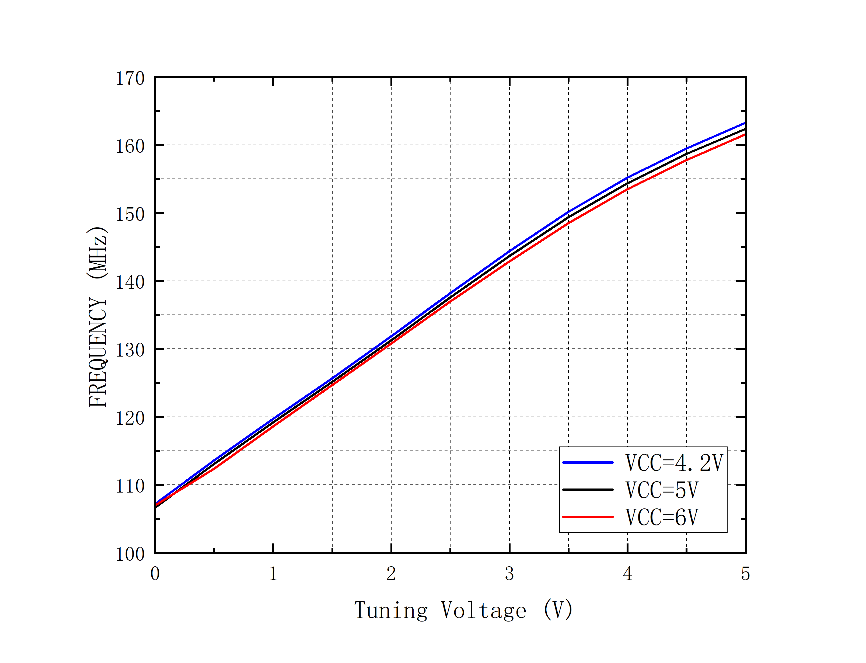 170
160
150
140
130
120
110
100
FREQUENCY (MHz)
VCC=4.2V
VCC=5V
VCC=6V
0 1 2 3 4 5
Tuning Voltage (V)